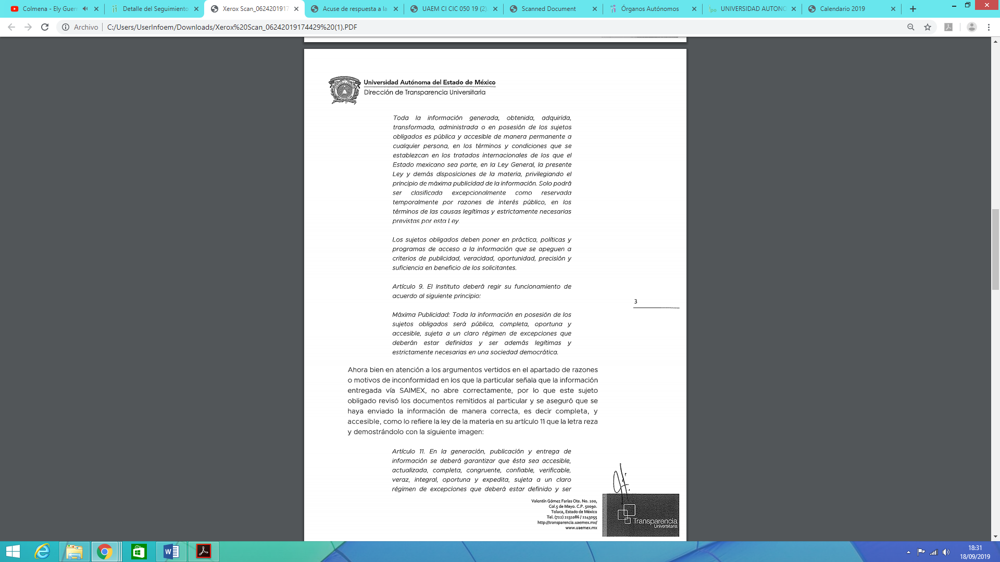 Colmena - Ely Guerr
Detalle del Seguimiento
Xerox Scan_0624201917
Acuse de respuesta a la
UAEM CI CIC 050 19 (2)
Scanned Document
Órganos Autónomos
UNIVERSIDAD AUTONO
Calendario 2019
Archivo
C:/Users/UserInfoem/Downloads/Xerox%20Scan_06242019174429%20(1).PDF
Universidad Autónoma del Estado de México
Dirección de Transparencia Universitaria
Toda la información generada, obtenida, adquirida,
transformada, administrada o en posesión de los sujetos
obligados es pública y accesible de manera permanente a
cualquier persona, en los términos y condiciones que se
establezcan en los tratados internacionales de los que el
Estado mexicano sea parte, en la Ley General, la presente
Ley y demás disposiciones de la materia, privilegiando el
principio de máxima publicidad de la información. Solo podrá
ser clasificada excepcionalmente como reservada
temporalmente por razones de interés público, en los
términos de las causas legítimas y estrictamente necesarias
previstas por esta Ley.
Los sujetos obligados deben poner en práctica, políticas y
programas de acceso a la información que se apeguen a
criterios de publicidad, veracidad, oportunidad, precisión y
suficiencia en beneficio de los solicitantes.
Artículo 9. El Instituto deberá regir su funcionamiento de
acuerdo al siguiente principio:
3
Máxima Publicidad: Toda la información en posesión de los
sujetos obligados será pública, completa, oportuna y
accesible, sujeta a un claro régimen de excepciones que
deberán estar definidas y ser además legítimas y
estrictamente necesarias en una sociedad democrática.
Ahora bien en atención a los argumentos vertidos en el apartado de razones
o motivos de inconformidad en los que la particular señala que la información
entregada vía SAIMEX, no abre correctamente, por lo que este sujeto
obligado revisó los documentos remitidos al particular y se aseguró que se
haya enviado la información de manera correcta, es decir completa, y
accesible, como lo refiere la ley de la materia en su artículo 11 que la letra reza
y demostrándolo con la siguiente imagen:
Artículo 11. En la generación, publicación y entrega de
información se deberá garantizar que ésta sea accesible,
actualizada, completa, congruente, confiable, verificable,
veraz, integral, oportuna y expedita, sujeta a un claro
régimen de excepciones que deberá estar definido y ser
Valentín Gómez Farías Ote. No. 200,
Col.5 de Mayo. C.P. 50090.
Toluca, Estado de México
Tel. (722) 2131086 / 2143055
http://transparencia.uaemex.mx/
www.uaemex.mx
Transparencia
Universitaria
18:31
18/09/2019